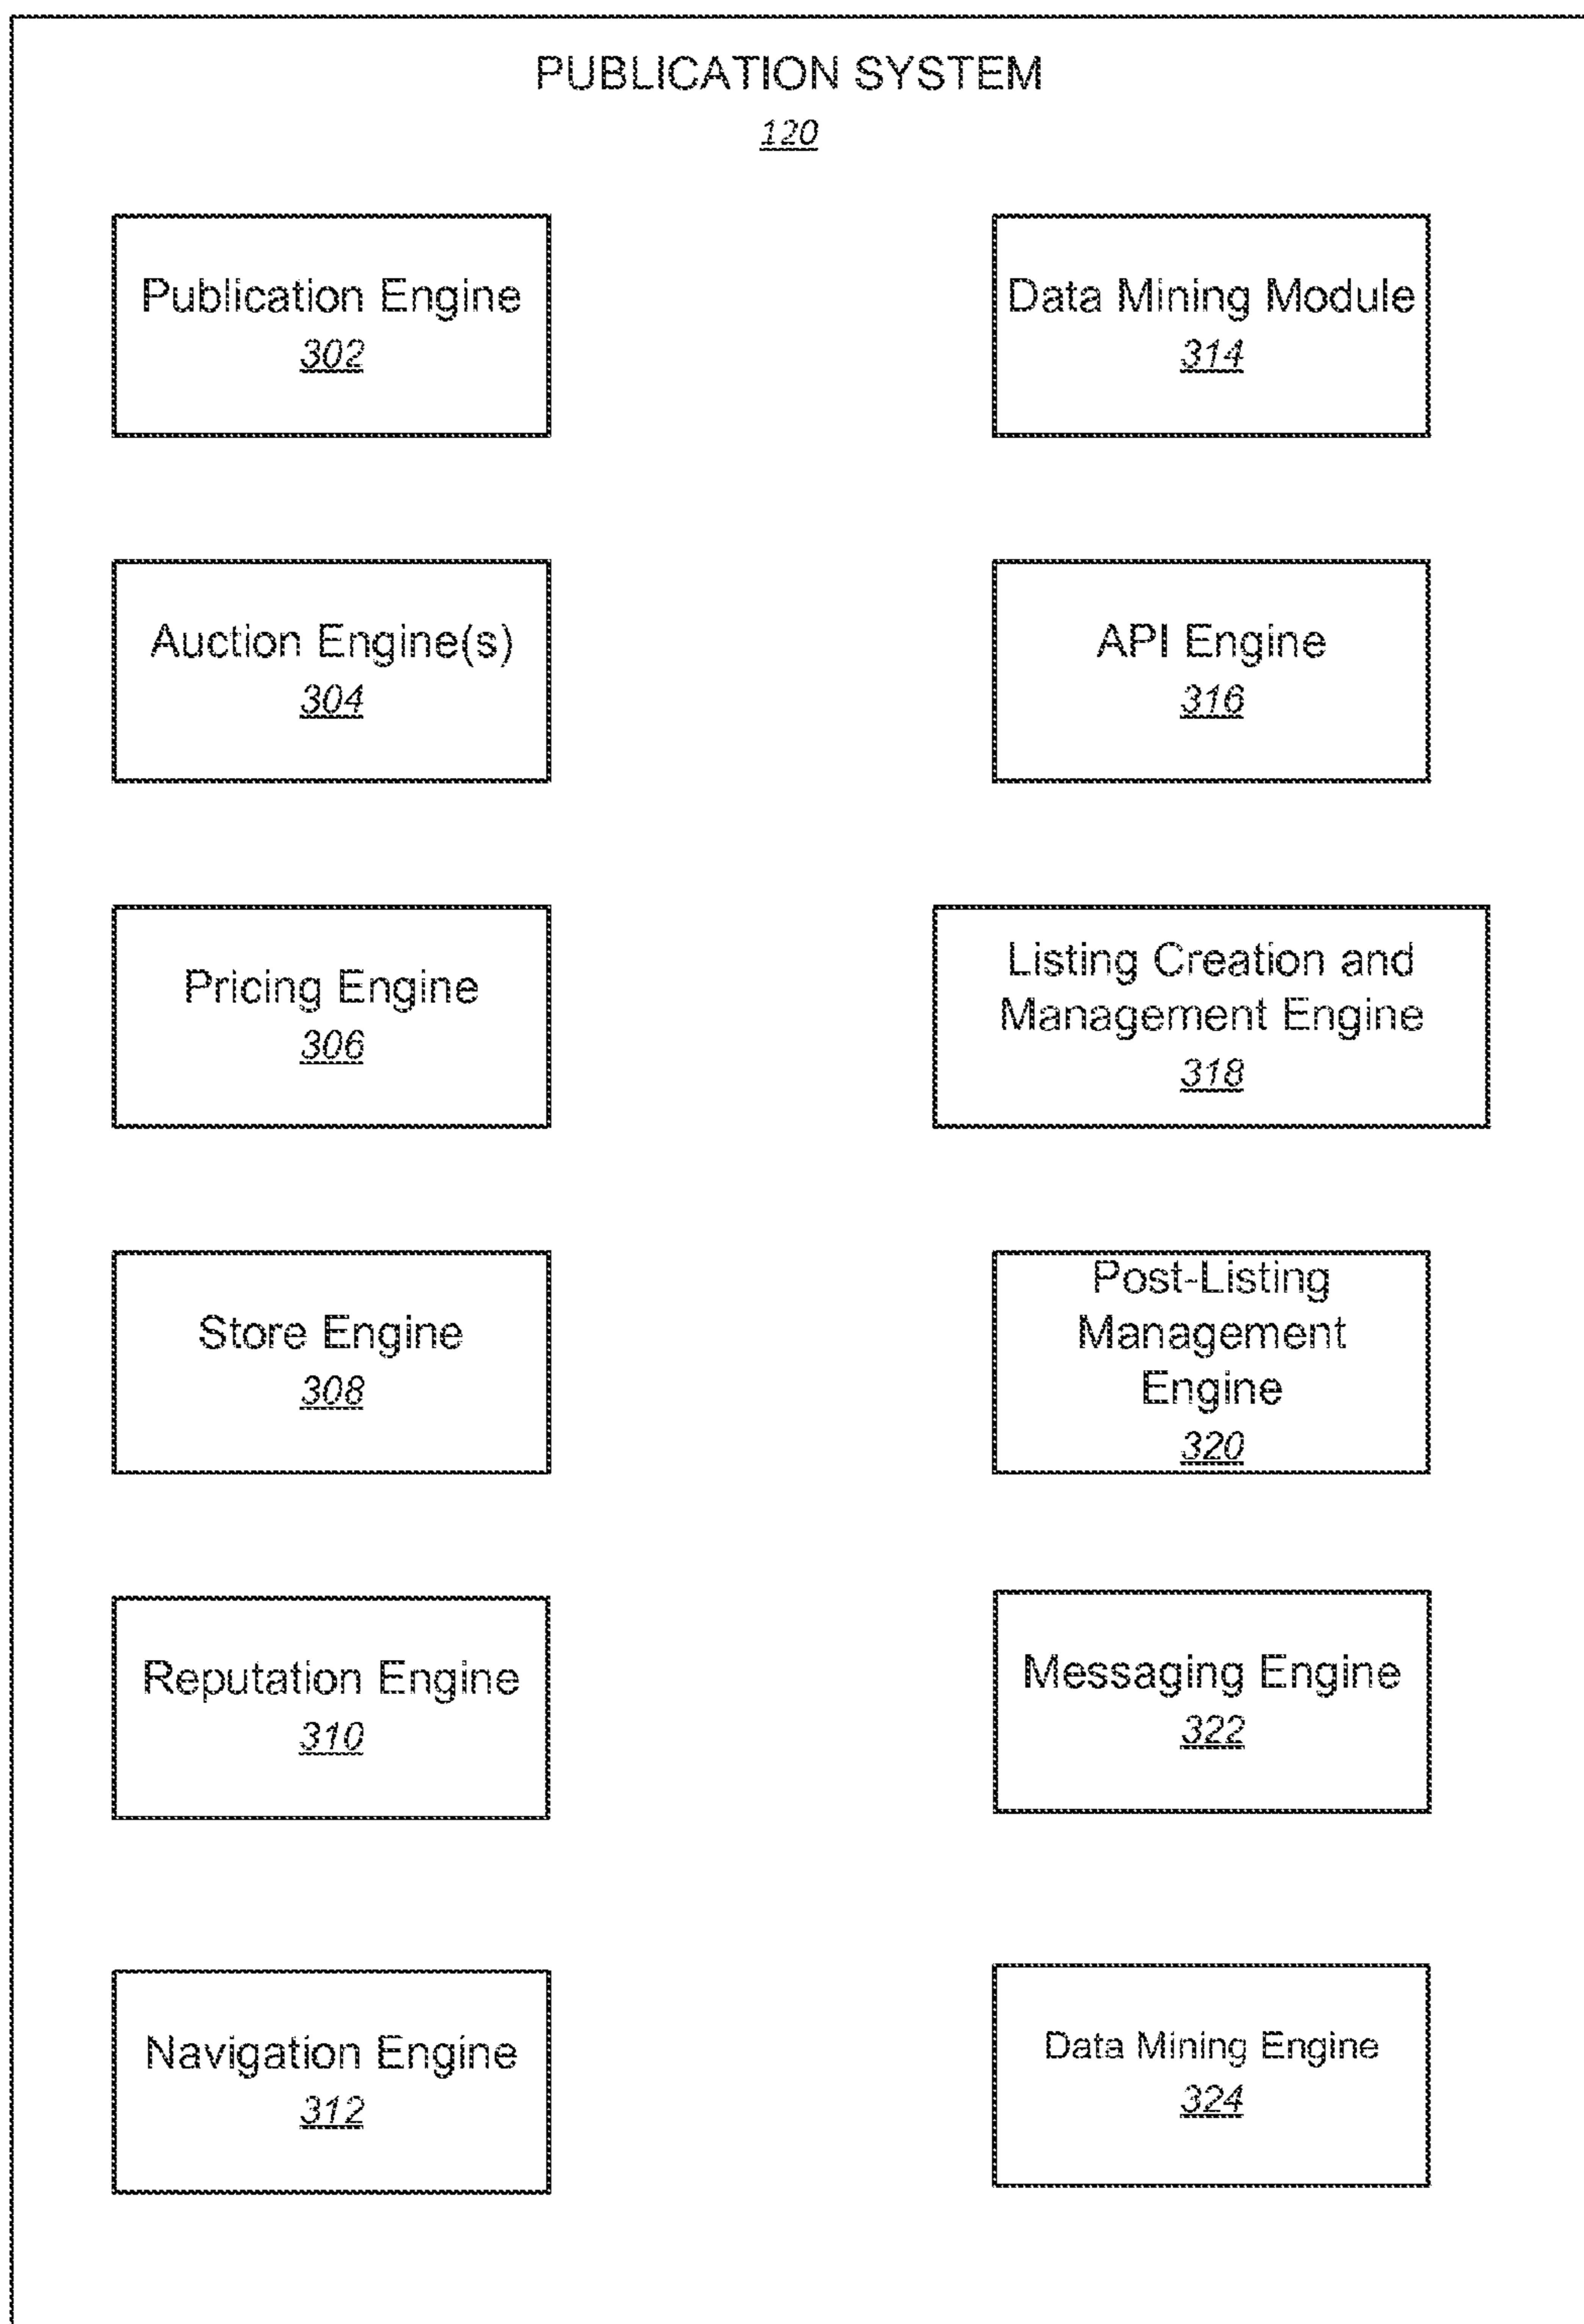 PUBLICATION SYSTEM
120
Publication Engine
302
Data Mining Module
314
Auction Engine(s)
304
API Engine
316
Pricing Engine
306
Listing Creation and
Management Engine
318
Store Engine
308
Post-Listing
Management
Engine
320
Reputation Engine
310
Messaging Engine
322
Navigation Engine
312
Data Mining Engine
324